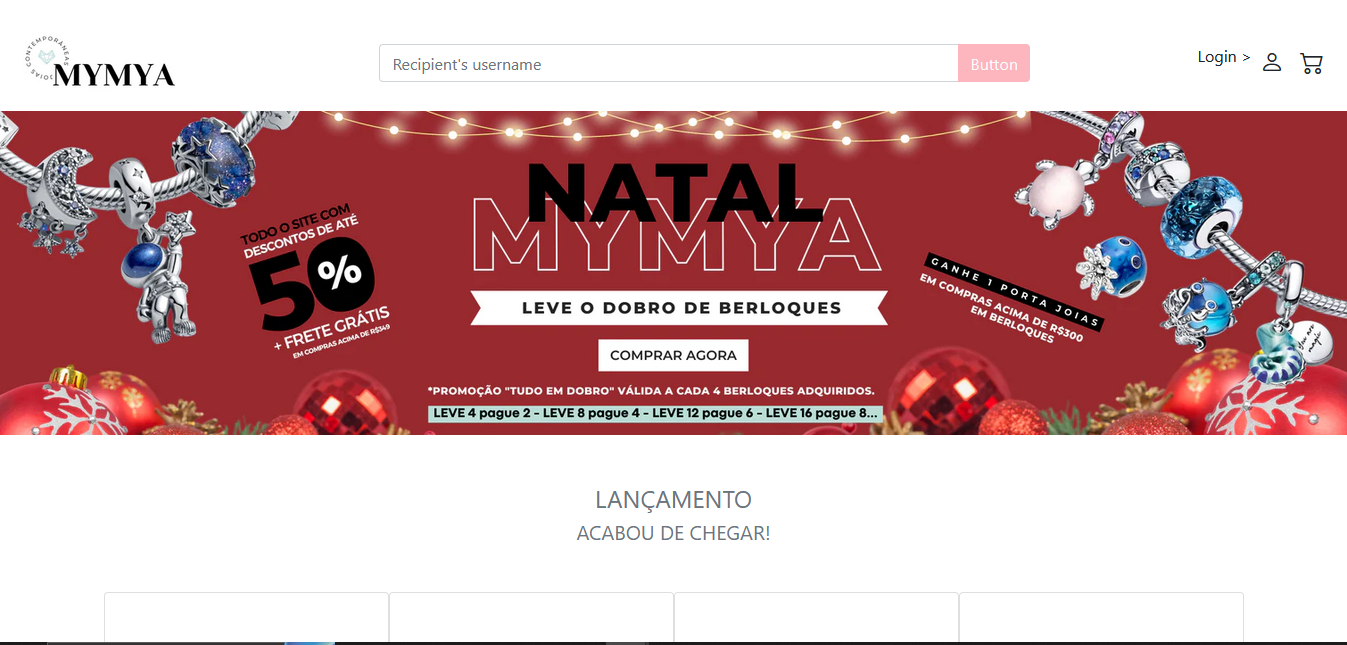 CONTEMPORÂNEAS
JOIAS
MYMYA
Recipient's username
Button
Login >
TODO O SITE COM
DESCONTOS DE ATÉ
50%
+ FRETE GRÁTIS
EM COMPRAS ACIMA DE R$349
NATAL
MYMYA
LEVE O DOBRO DE BERLOQUES
COMPRAR AGORA
*PROMOÇÃO "TUDO EM DOBRO" VÁLIDA A CADA 4 BERLOQUES ADQUIRIDOS.
LEVE 4 pague 2 - LEVE 8 pague 4 - LEVE 12 pague 6 - LEVE 16 pague 8...
GANHE 1 PORTA JOIAS
EM COMPRAS ACIMA DE R$300
EM BERLOQUES
You are
magic
LANÇAMENTO
ACABOU DE CHEGAR!